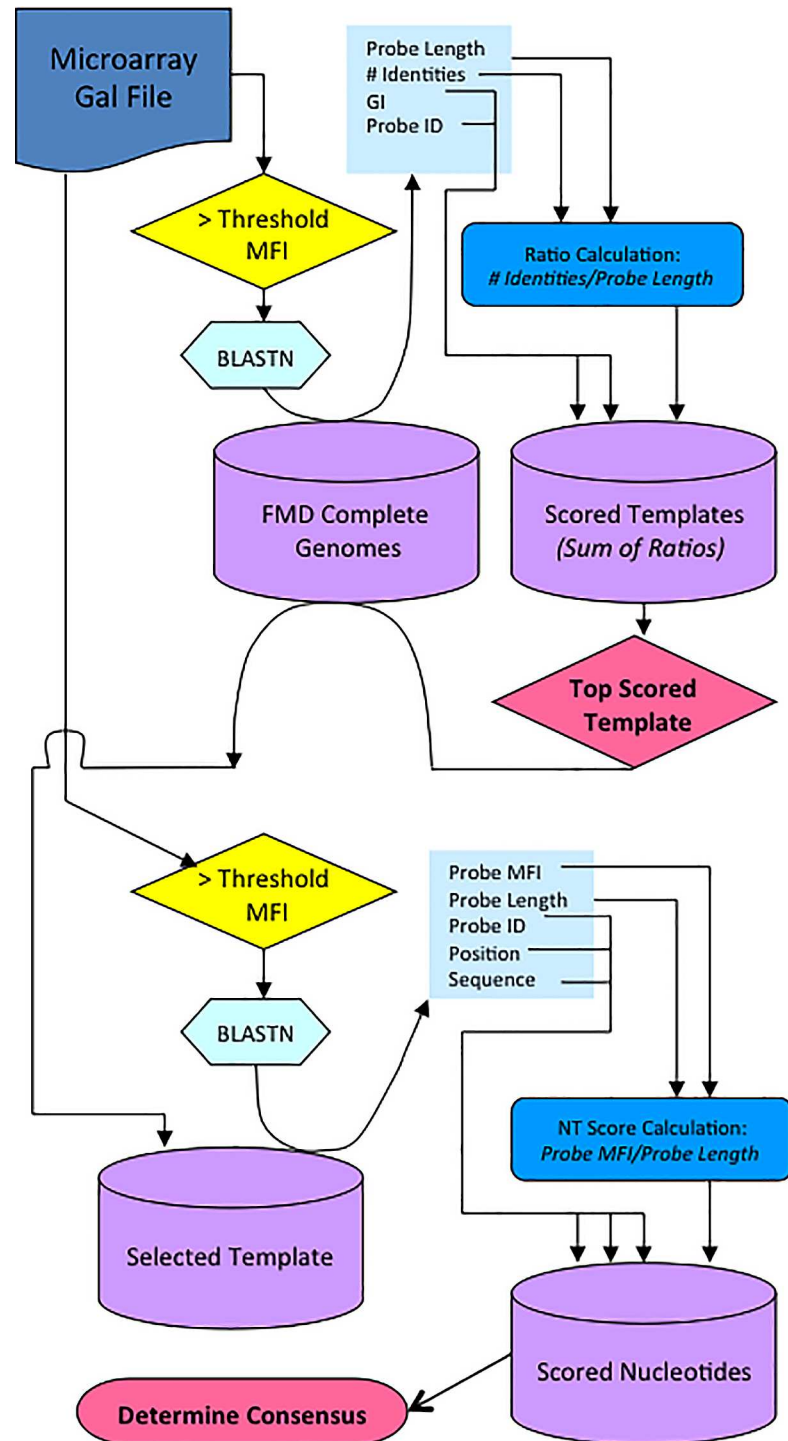 Microarray
Gal File
Probe Length
# Identities
GI
Probe ID
> Threshold
MFI
Ratio Calculation:
# Identities/Probe Length
BLASTN
FMD Complete
Genomes
Scored Templates
(Sum of Ratios)
Top Scored
Template
> Threshold
MFI
Probe MFI
Probe Length
Probe ID
Position
Sequence
BLASTN
NT Score Calculation:
Probe MFI/Probe Length
Selected Template
Scored Nucleotides
Determine Consensus